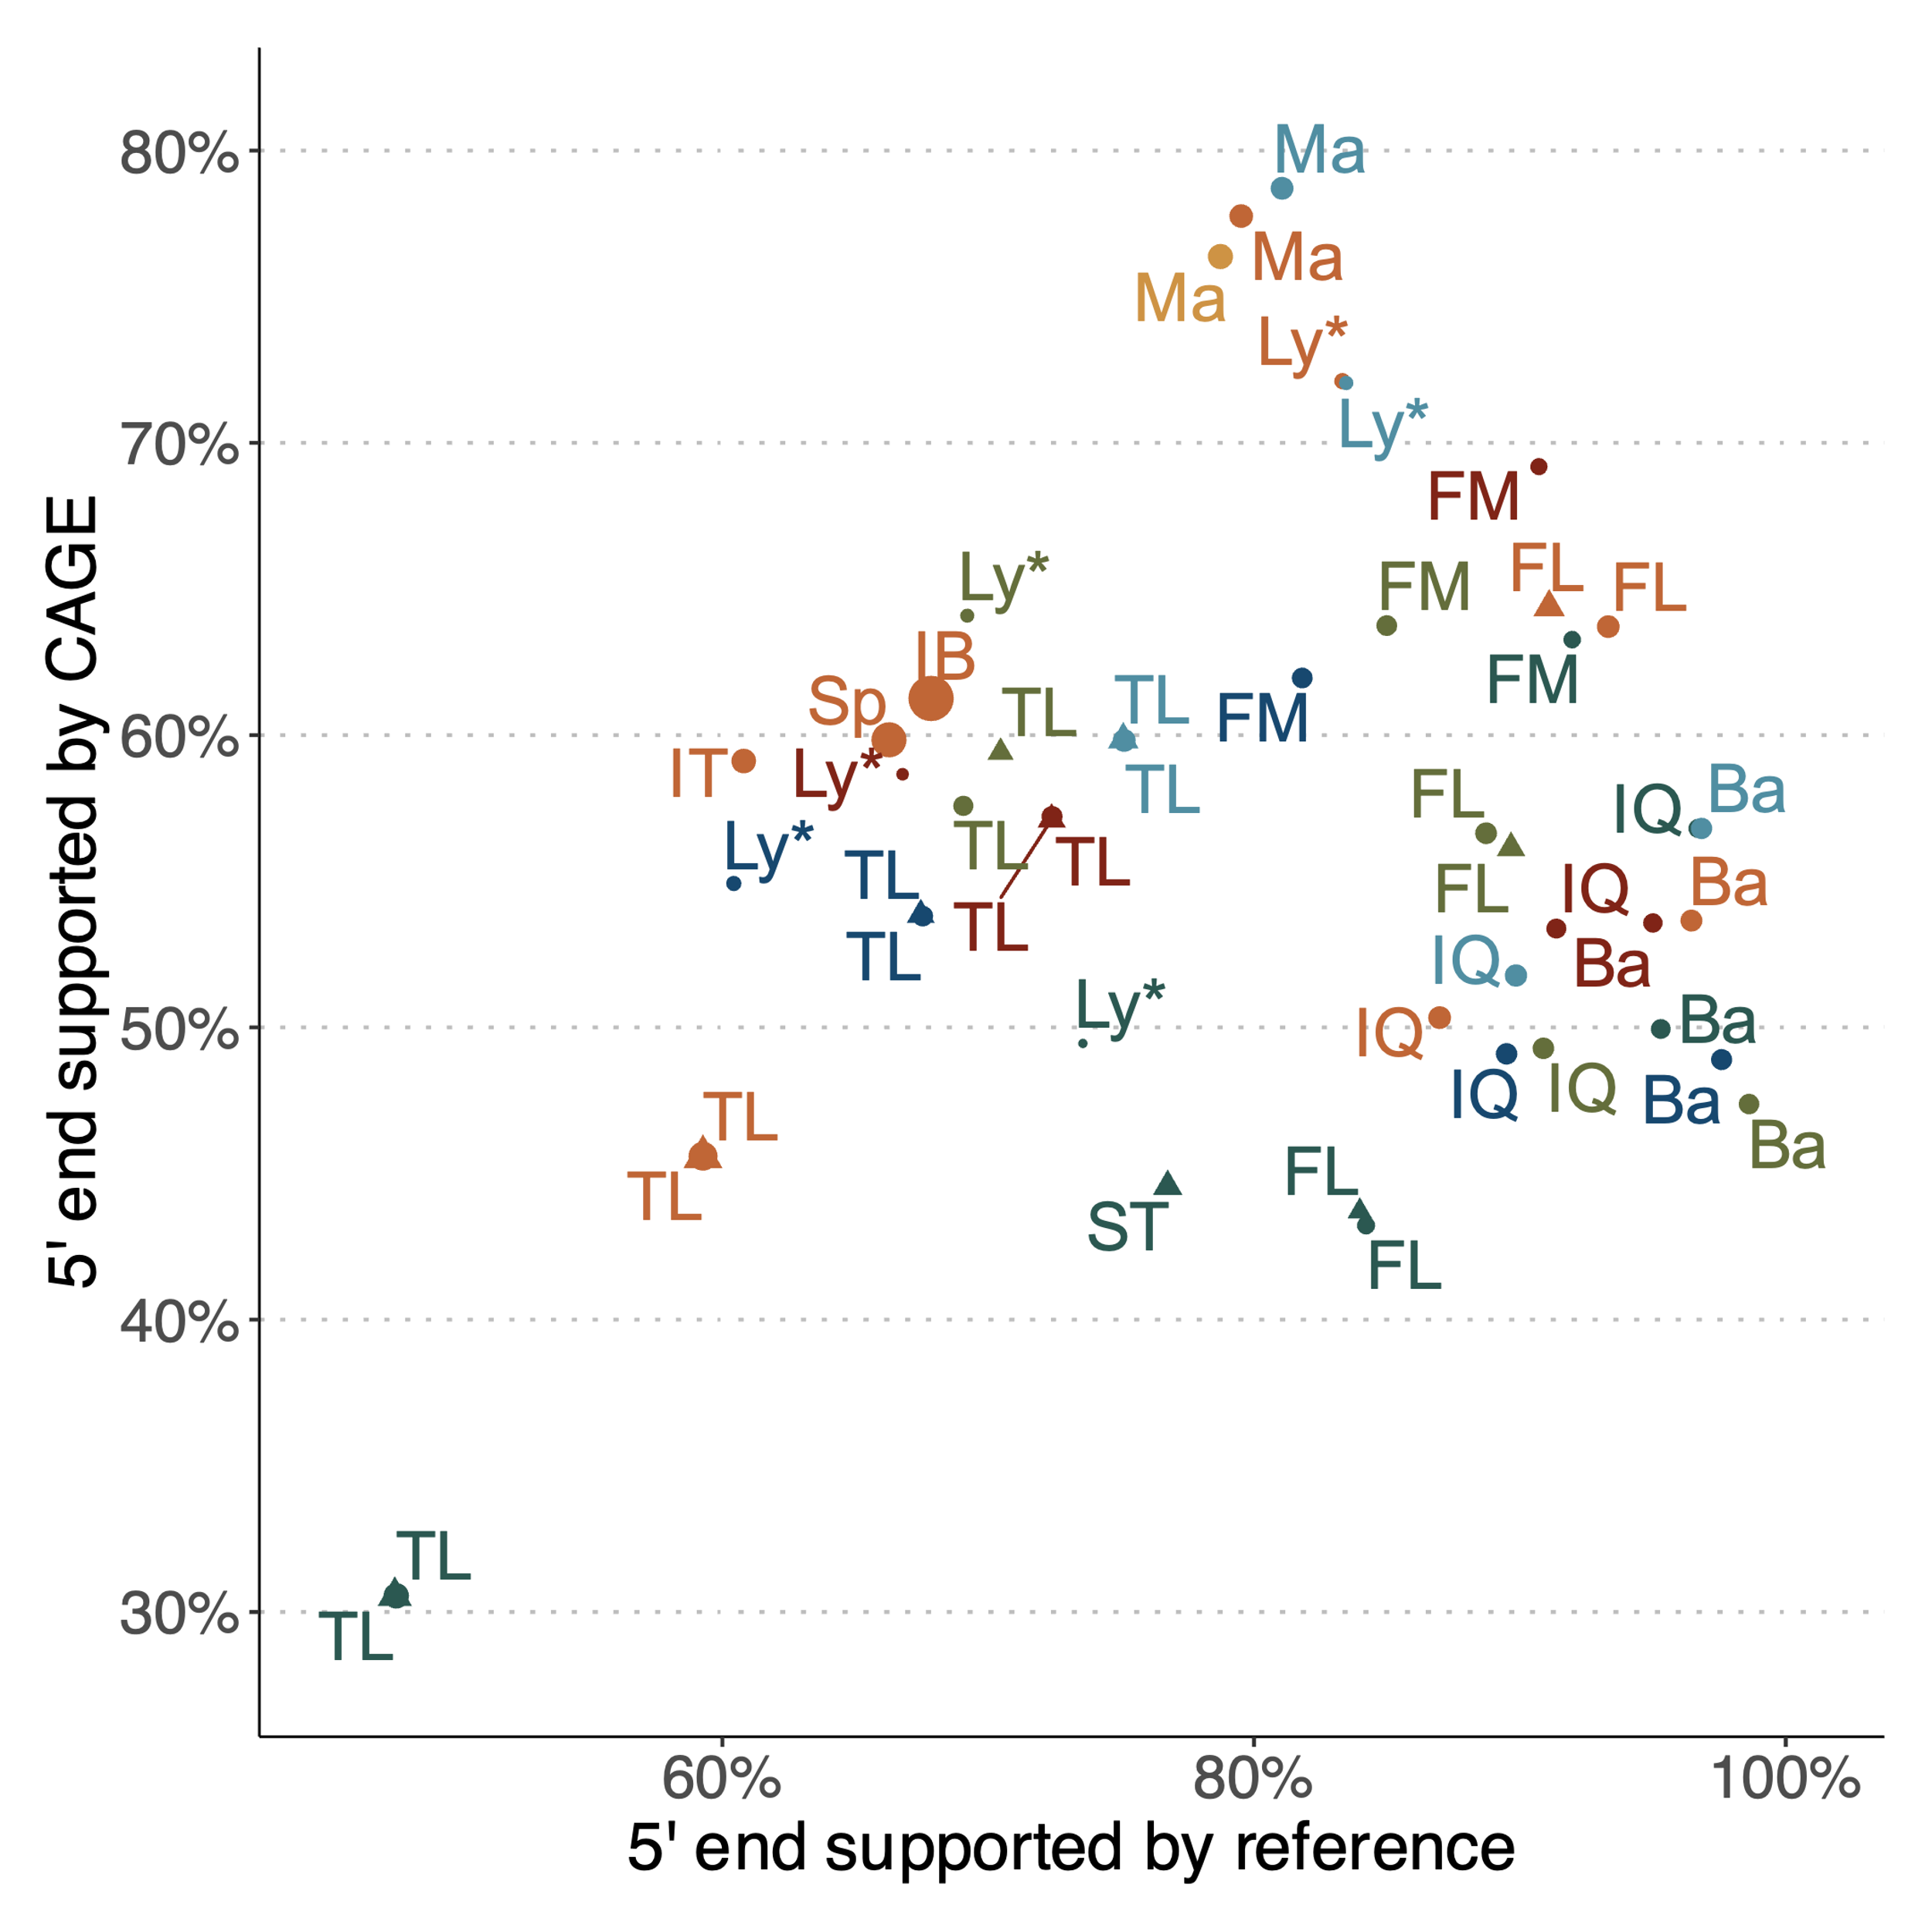 80%
Ma
Ma
Ma
Ly*
70%
Ly*
FM
Ly*
FM
FL
FL
IB
FM
Sp
TL
TL
FM
60%
IT
Ly*
TL
FL
IQ
Ba
Ly*
TL
TL
TL
FL
IQ
Ba
TL
TL
IQ
Ba
Ly*
50%
IQ
Ba
IQ
IQ
Ba
TL
Ba
TL
ST
FL
FL
40%
TL
30%
TL
60%
80%
100%
5' end supported by reference
5' end supported by CAGE